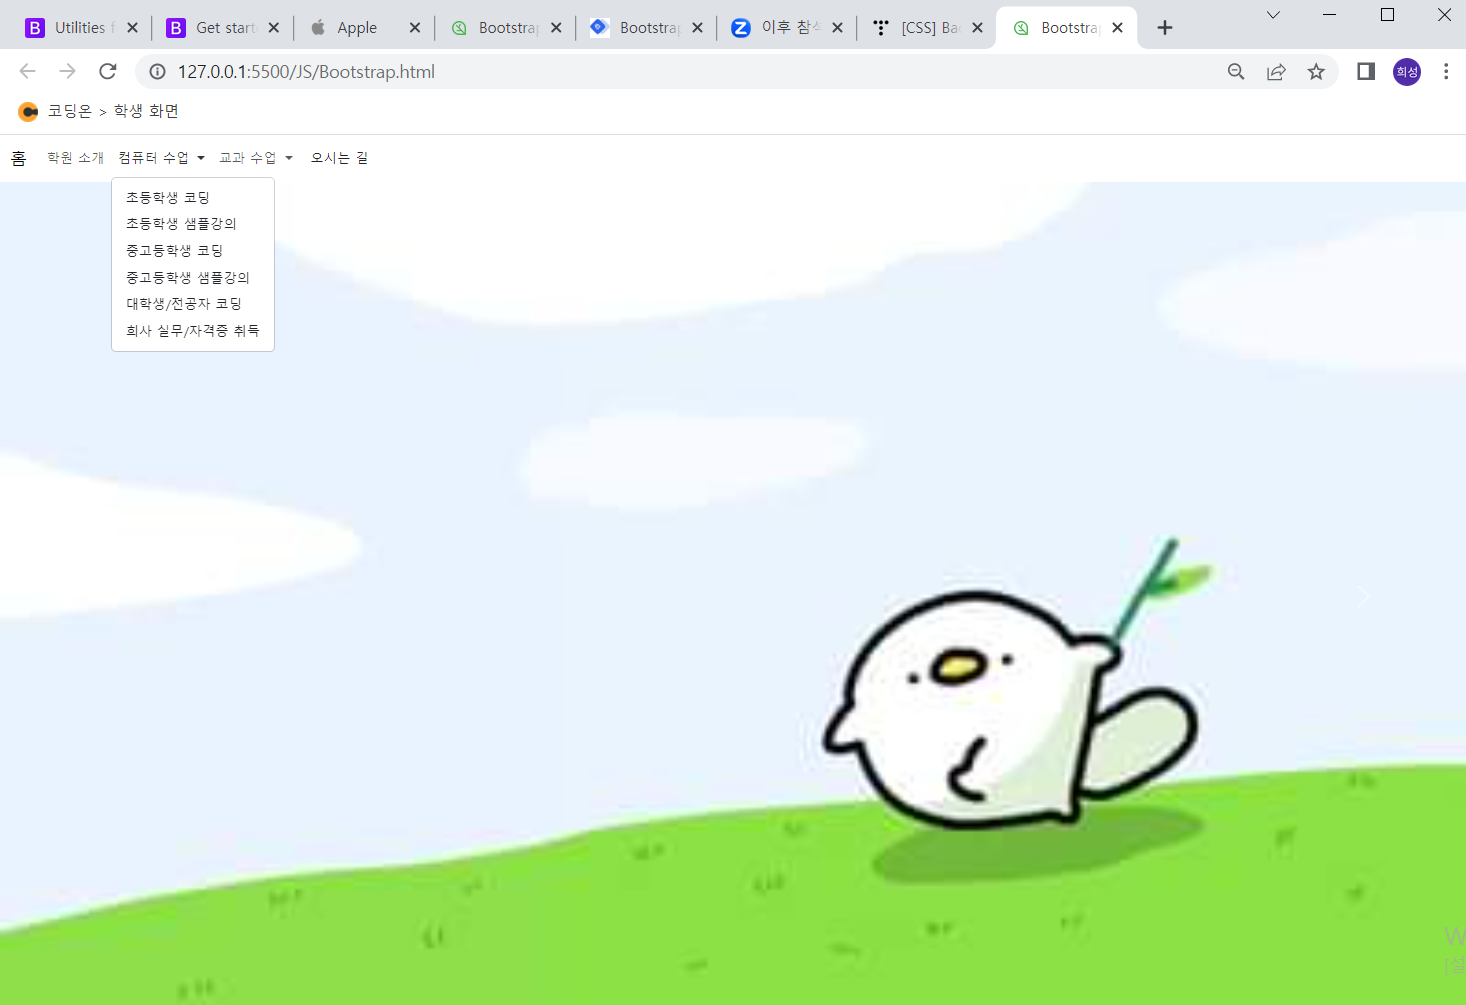 Utilities f
Get start
Apple
Bootstrap
Bootstrap
이후 참석
[CSS] Ba
Bootstrap
127.0.0.1:5500/JS/Bootstrap.html
희성
코딩온 > 학생 화면
홈 학원 소개 컴퓨터 수업 교과 수업 오시는 길
초등학생 코딩
초등학생 샘플강의
중고등학생 코딩
중고등학생 샘플강의
대학생/전공자 코딩
회사 실무/자격증 취득